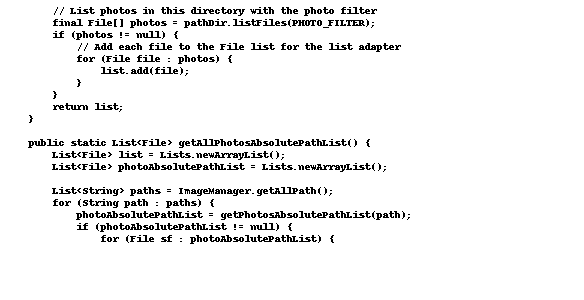 // List photos in this directory with the photo filter
final File[] photos = pathDir.listFiles(PHOTO_FILTER);
if (photos != null) {
// Add each file to the File list for the list adapter
for (File file : photos) {
list.add(file);
}
}
return list;
}
public static List<File> getAllPhotosAbsolutePathList() {
List<File> list = Lists.newArrayList();
List<File> photoAbsolutePathList = Lists.newArrayList();
List<String> paths = ImageManager.getAllPath();
for (String path : paths) {
photoAbsolutePathList = getPhotosAbsolutePathList(path);
if (photoAbsolutePathList != null) {
for (File sf : photoAbsolutePathList) {